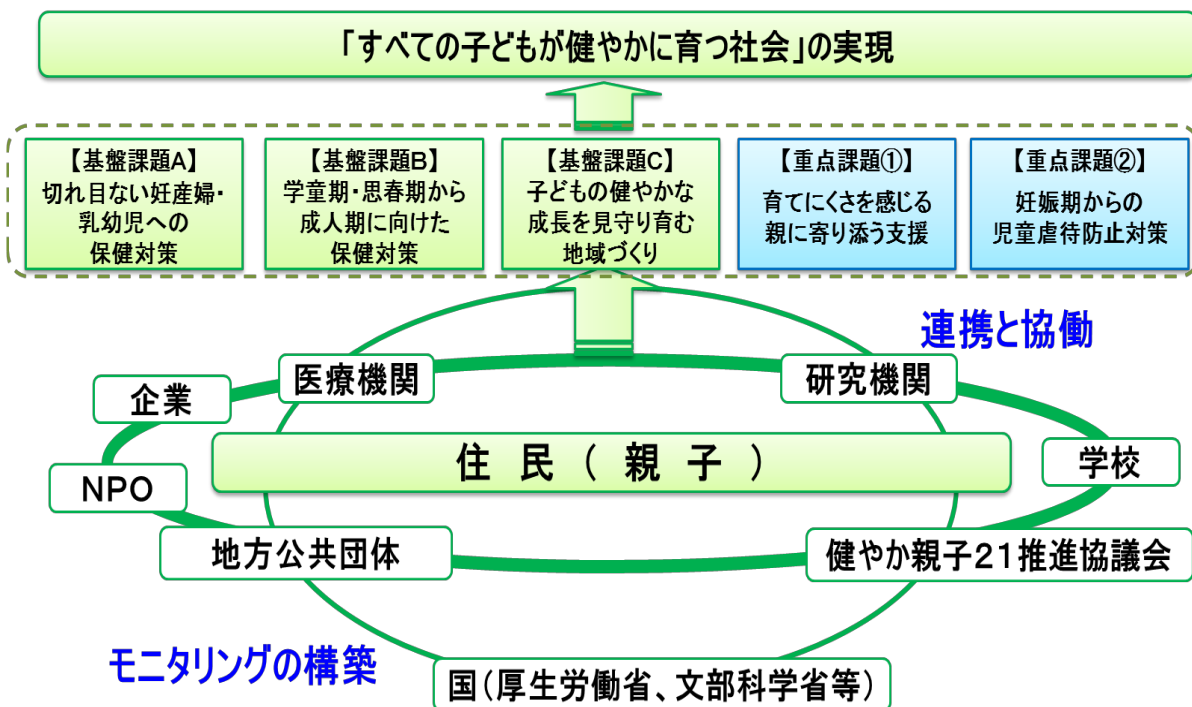 「すべての子どもが健やかに育つ社会」の実現
【基盤課題A】
切れ目ない妊産婦・
乳幼児への
保健対策
【基盤課題B】
学童期・思春期から
成人期に向けた
保健対策
【基盤課題C】
子どもの健やかな
成長を見守り育む
地域づくり
【重点課題①】
育てにくさを感じる
親に寄り添う支援
【重点課題②】
妊娠期からの
児童虐待防止対策
連携と協働
医療機関
研究機関
企業
住民(親子)
学校
NPO
地方公共団体
健やか親子21推進協議会
モニタリングの構築
国(厚生労働省、文部科学省等)